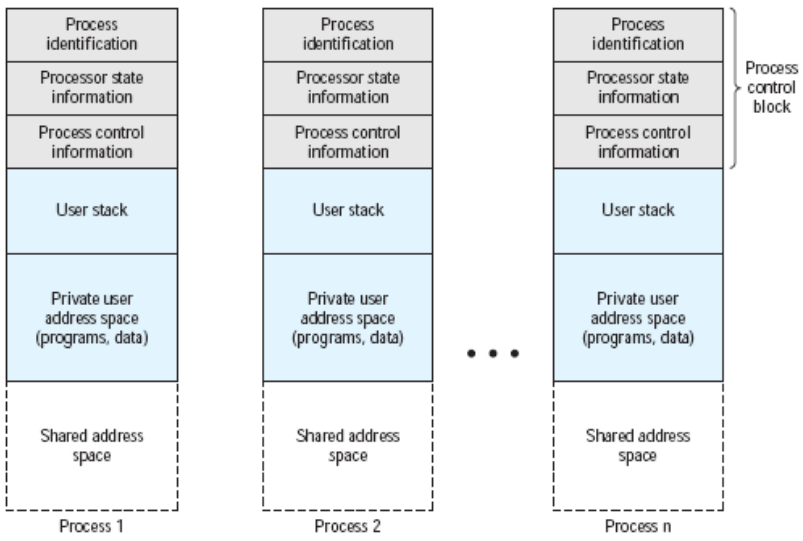 Process
identification
Processor state
information
Process control
information
User stack
Private user
address space
(programs, data)
Shared address
space
Process 1
Process
identification
Processor state
information
Process control
information
User stack
Private user
address space
(programs, data)
Shared address
space
Process 2
• • •
Process
identification
Processor state
information
Process control
information
User stack
Private user
address space
(programs, data)
Shared address
space
Process n
Process
control
block